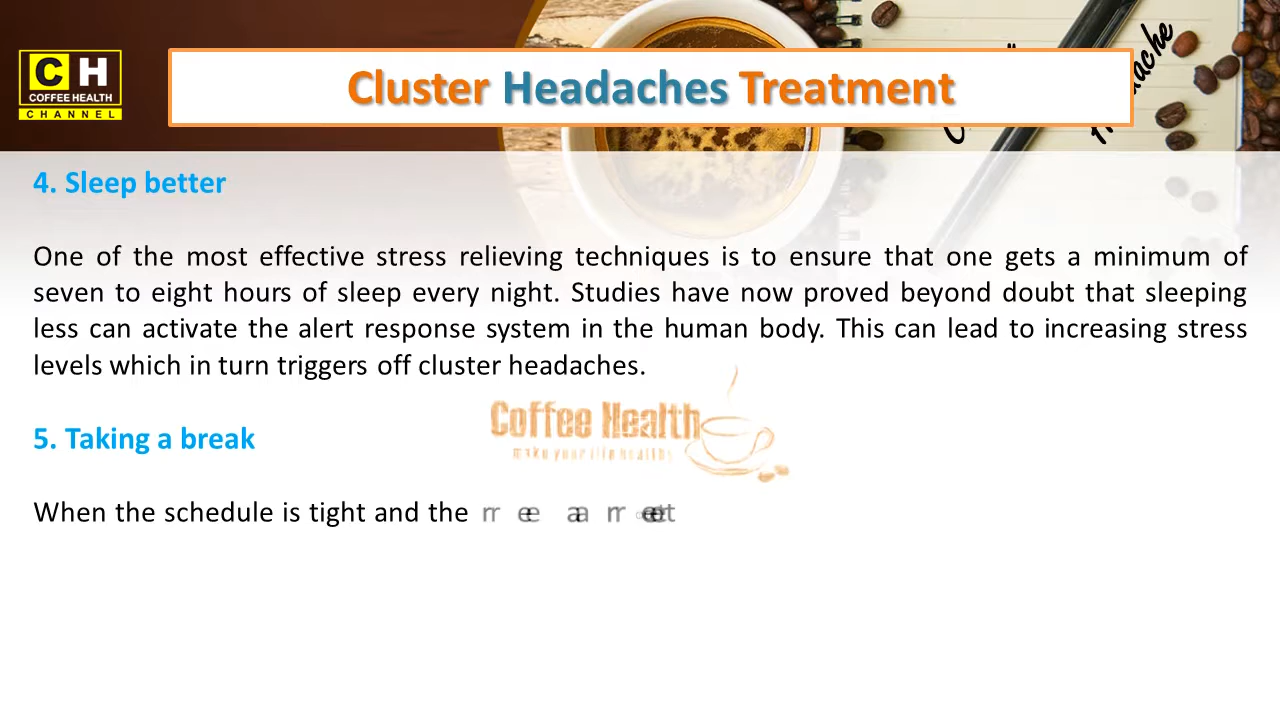 C H
COFFEE HEALTH
CHANNEL
Cluster Headaches Treatment
4. Sleep better
One of the most effective stress relieving techniques is to ensure that one gets a minimum of
seven to eight hours of sleep every night. Studies have now proved beyond doubt that sleeping
less can activate the alert response system in the human body. This can lead to increasing stress
levels which in turn triggers off cluster headaches.
Coffee Health
make your life healthy
5. Taking a break
When the schedule is tight and the